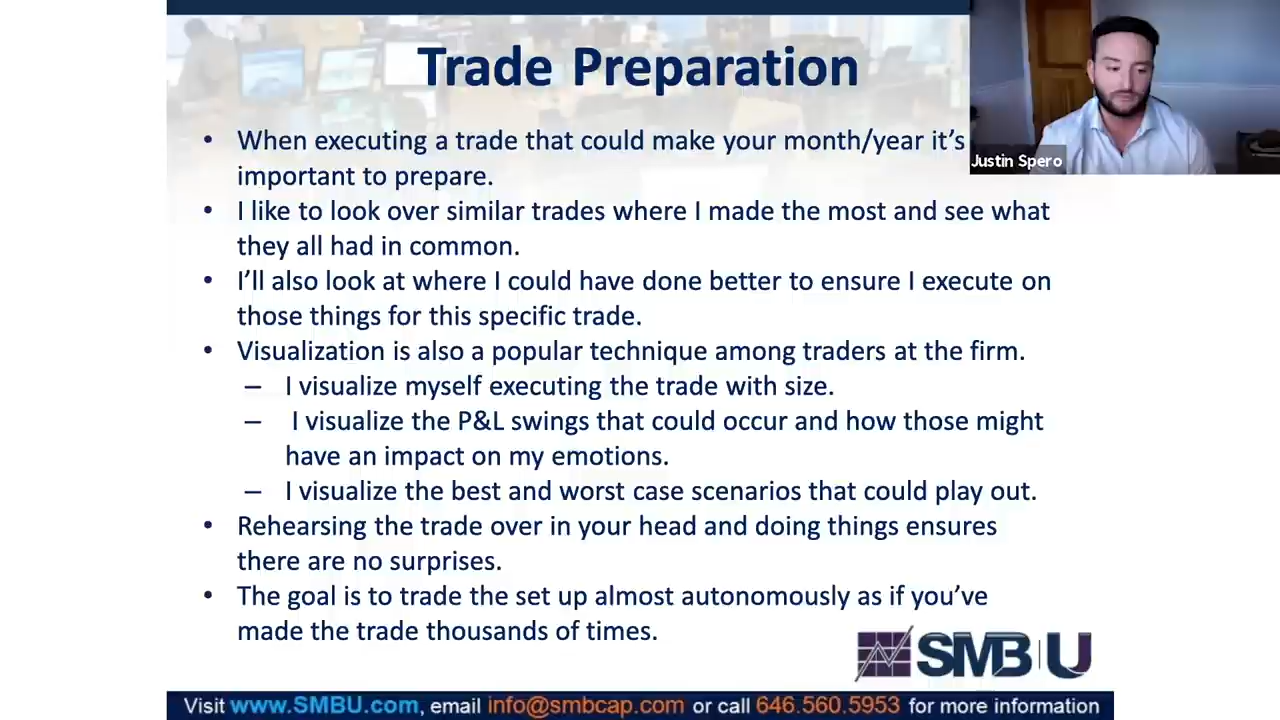 Trade Preparation
• When executing a trade that could make your month/year it's
important to prepare.
Justin Spero
• I like to look over similar trades where I made the most and see what
they all had in common.
• I'll also look at where I could have done better to ensure I execute on
those things for this specific trade.
• Visualization is also a popular technique among traders at the firm.
– I visualize myself executing the trade with size.
– I visualize the P&L swings that could occur and how those might
have an impact on my emotions.
– I visualize the best and worst case scenarios that could play out.
• Rehearsing the trade over in your head and doing things ensures
there are no surprises.
• The goal is to trade the set up almost autonomously as if you've
made the trade thousands of times.
SMB U
Visit www.SMBU.com, email info@smbcap.com or call 646.560.5953 for more information